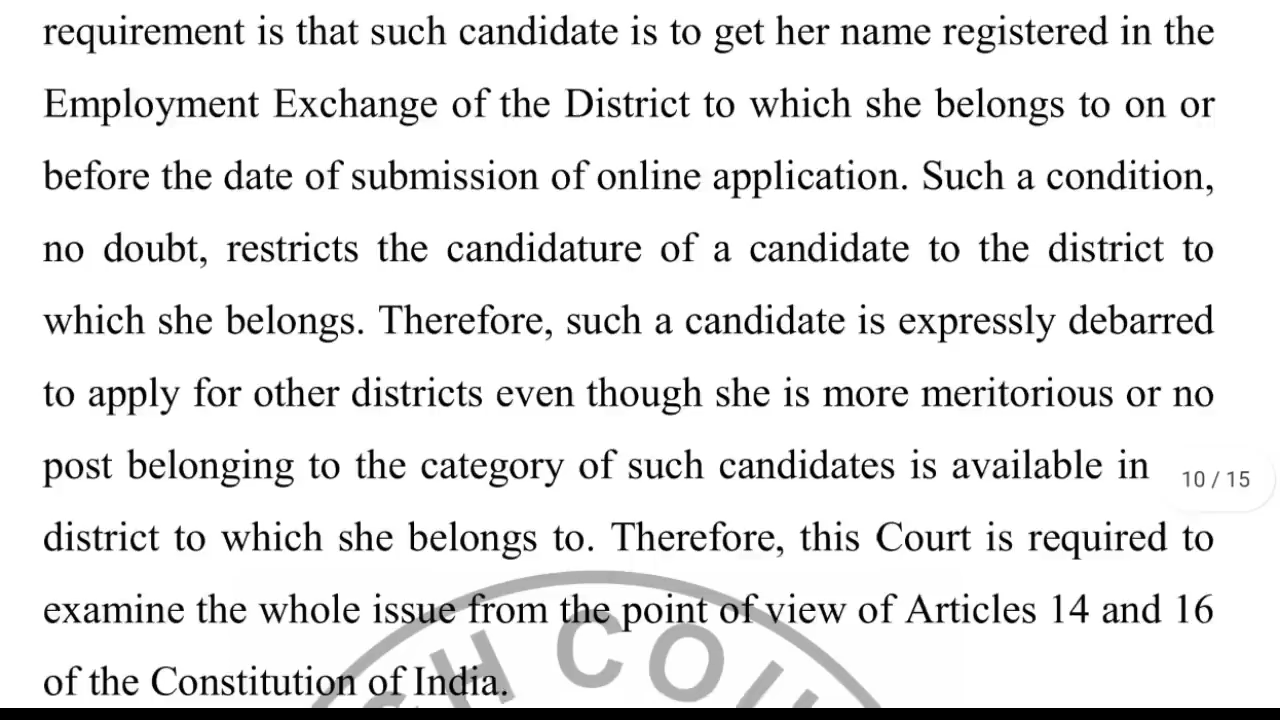 requirement is that such candidate is to get her name registered in the
Employment Exchange of the District to which she belongs to on or
before the date of submission of online application. Such a condition,
no doubt, restricts the candidature of a candidate to the district to
which she belongs. Therefore, such a candidate is expressly debarred
to apply for other districts even though she is more meritorious or no
post belonging to the category of such candidates is available in
10 / 15
district to which she belongs to. Therefore, this Court is required to
examine the whole issue from the point of view of Articles 14 and 16
of the Constitution of India.